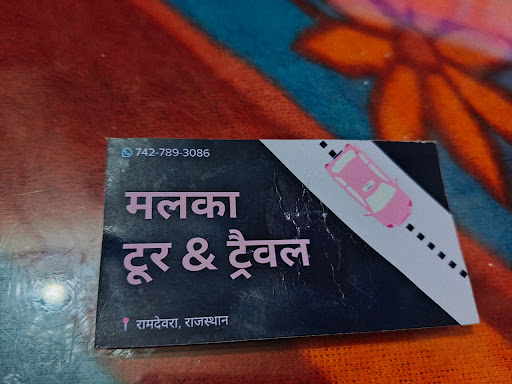 742-789-3086
मलका
टूर & ट्रैवल
रामदेवरा, राजस्थान